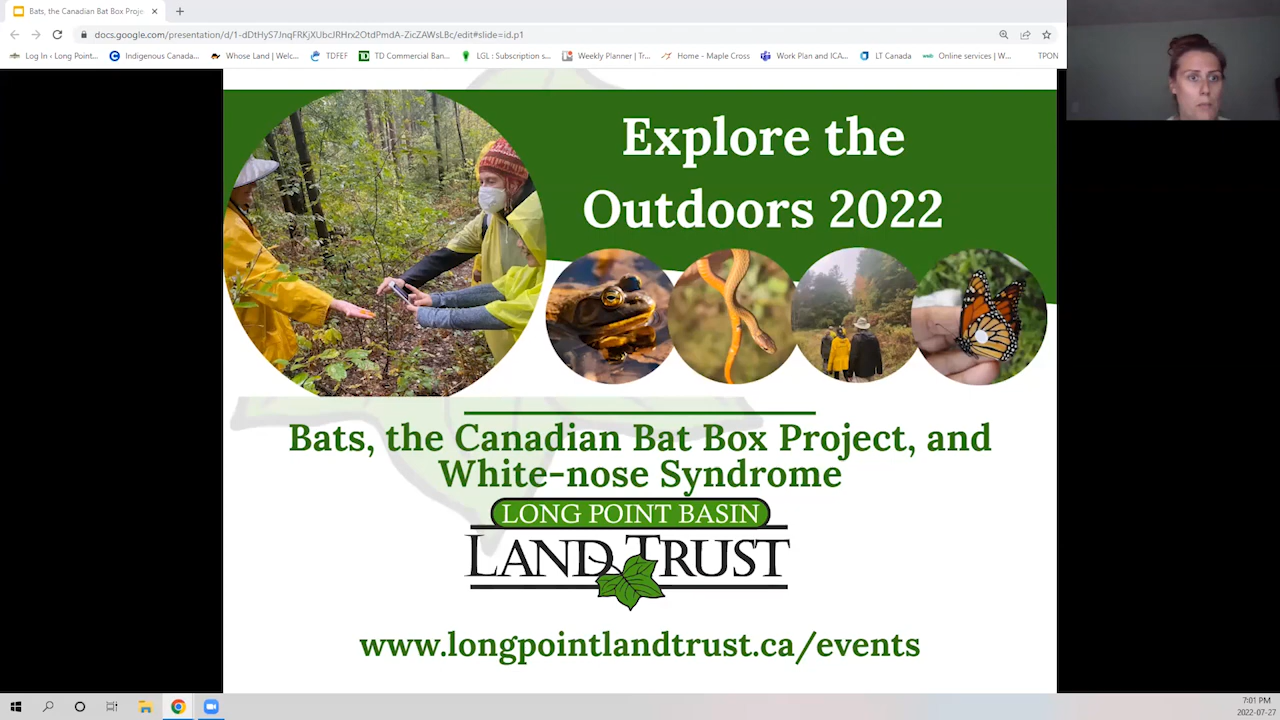 Bats, the Canadian Bat Box Proje
docs.google.com/presentation/d/1-dDtHyS7JnqFRKjXUbcJRHrx2OtdPmdA-ZicZAWsLBc/edit#slide=id.p1
Log In ‹ Long Point... Indigenous Canada... Whose Land | Welc... TDFEF TD Commercial Ban... LGL : Subscription s... Weekly Planner | Tr... Home - Maple Cross Work Plan and ICA... LT Canada Online services | W... TPON
Explore the
Outdoors 2022
Bats, the Canadian Bat Box Project, and
White-nose Syndrome
LONG POINT BASIN
LAND TRUST
www.longpointlandtrust.ca/events
7:01 PM
2022-07-27